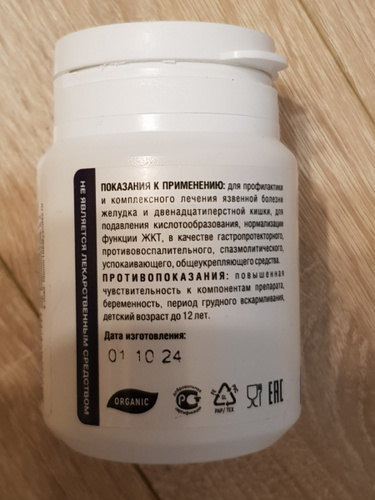 ПОКАЗАНИЯ К ПРИМЕНЕНИЮ: для профилактики
и комплексного лечения язвенной болезни
желудка и двенадцатиперстной кишки, для
подавления кислотообразования, нормализации
функции ЖКТ, в качестве гастропротекторного,
противовоспалительного, спазмолитического,
успокаивающего, общеукрепляющего средства.
ПРОТИВОПОКАЗАНИЯ: повышенная
чувствительность к компонентам препарата,
беременность, период грудного вскармливания,
детский возраст до 12 лет.
Дата изготовления:
01 10 24
НЕ ЯВЛЯЕТСЯ ЛЕКАРСТВЕННЫМ СРЕДСТВОМ
ORGANIC
PAP/ TEX
EAC